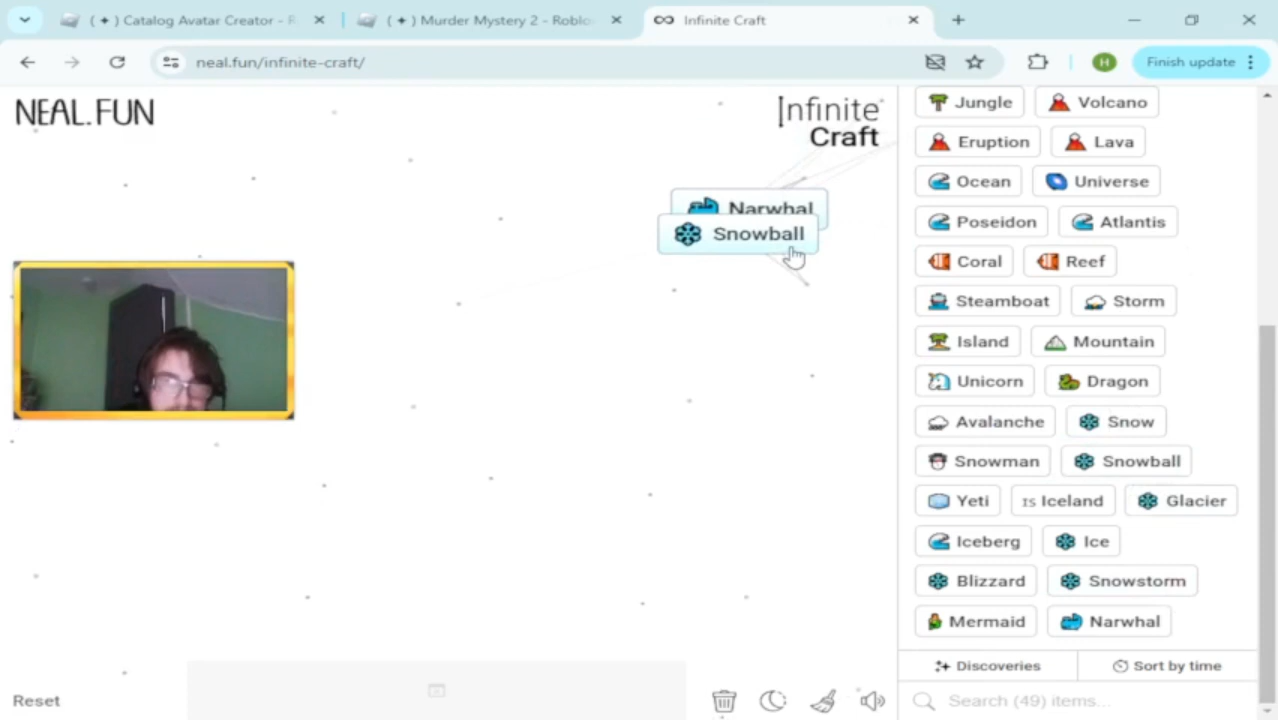 ( ✦ ) Catalog Avatar Creator - R
( ✦ ) Murder Mystery 2 - Roblo
Infinite Craft
neal.fun/infinite-craft/
H
Finish update
NEAL.FUN
Infinite
Craft
Narwhal
Snowball
Jungle
Volcano
Eruption
Lava
Ocean
Universe
Poseidon
Atlantis
Coral
Reef
Steamboat
Storm
Island
Mountain
Unicorn
Dragon
Avalanche
Snow
Snowman
Snowball
Yeti
IS Iceland
Glacier
Iceberg
Ice
Blizzard
Snowstorm
Mermaid
Narwhal
Discoveries
Sort by time
Reset
Search (49) items...